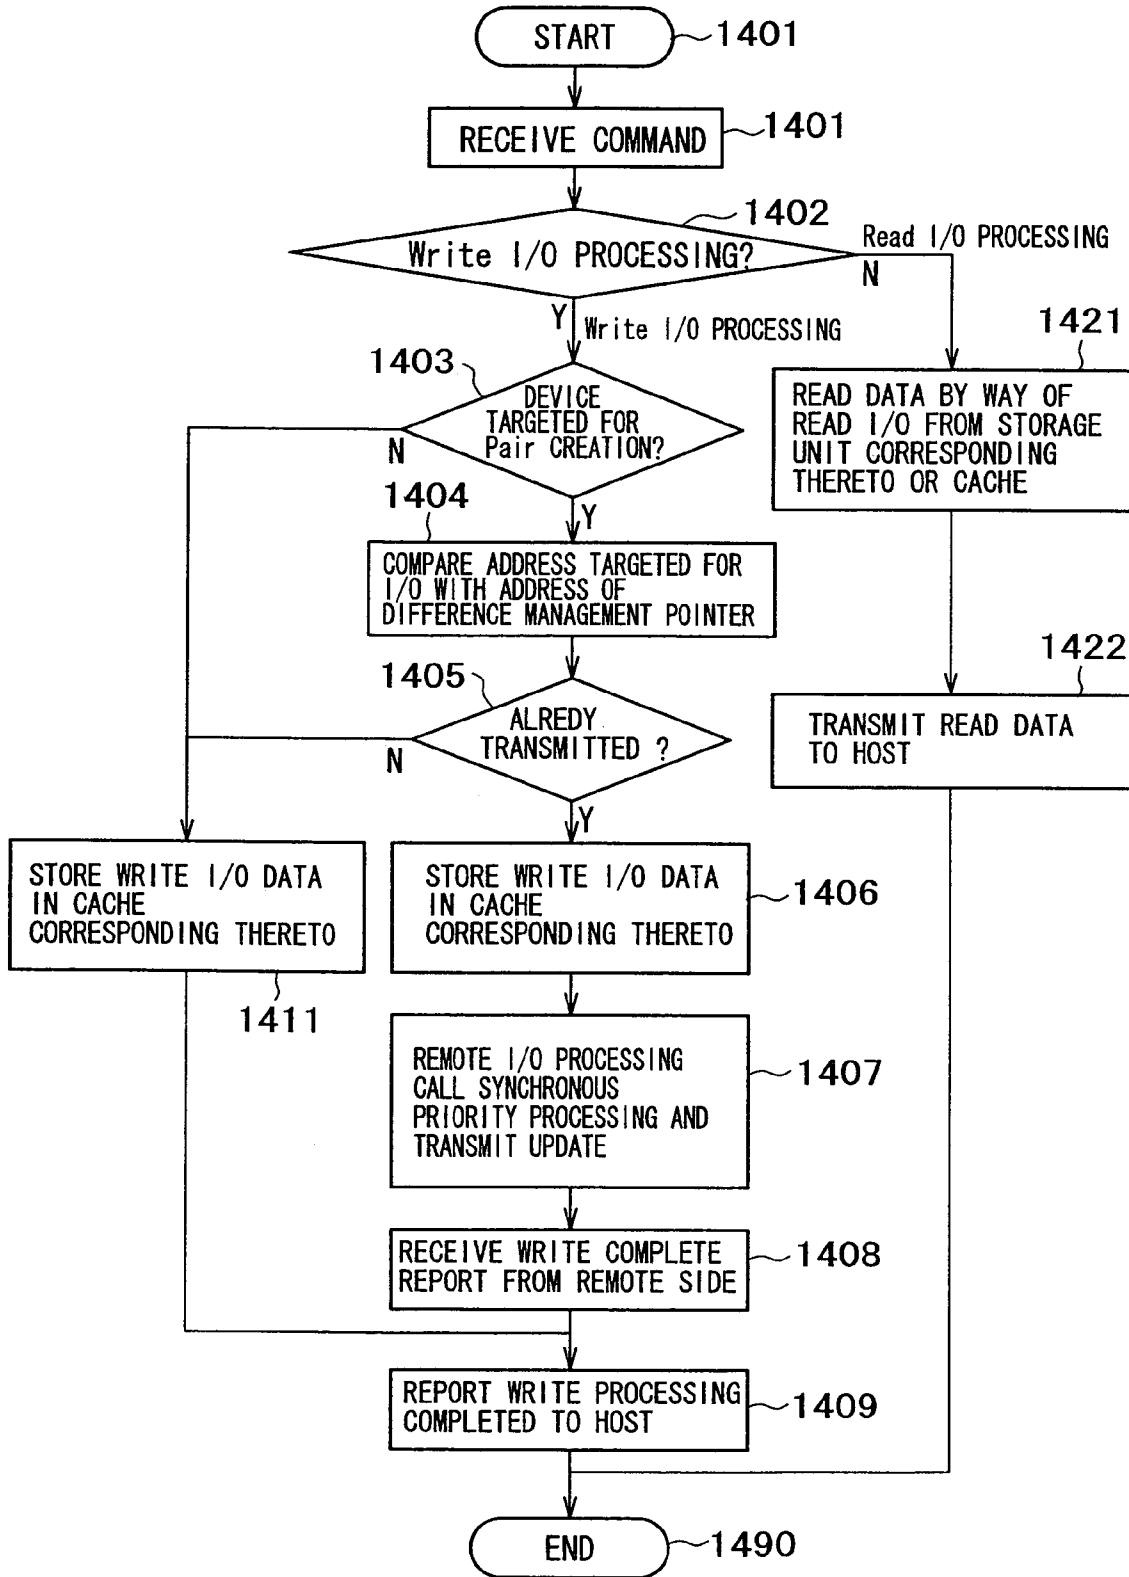 START
1401
RECEIVE COMMAND
1401
1402
Write I/O PROCESSING?
Read I/O PROCESSING
N
Y
Write I/O PROCESSING
1403
DEVICE
TARGETED FOR
Pair CREATION?
N
Y
1421
READ DATA BY WAY OF
READ I/O FROM STORAGE
UNIT CORRESPONDING
THERETO OR CACHE
1404
COMPARE ADDRESS TARGETED FOR
I/O WITH ADDRESS OF
DIFFERENCE MANAGEMENT POINTER
1405
ALREDY
TRANSMITTED ?
N
Y
1422
TRANSMIT READ DATA
TO HOST
STORE WRITE I/O DATA
IN CACHE
CORRESPONDING THERETO
1411
STORE WRITE I/O DATA
IN CACHE
CORRESPONDING THERETO
1406
REMOTE I/O PROCESSING
CALL SYNCHRONOUS
PRIORITY PROCESSING AND
TRANSMIT UPDATE
1407
RECEIVE WRITE COMPLETE
REPORT FROM REMOTE SIDE
1408
REPORT WRITE PROCESSING
COMPLETED TO HOST
1409
END
1490